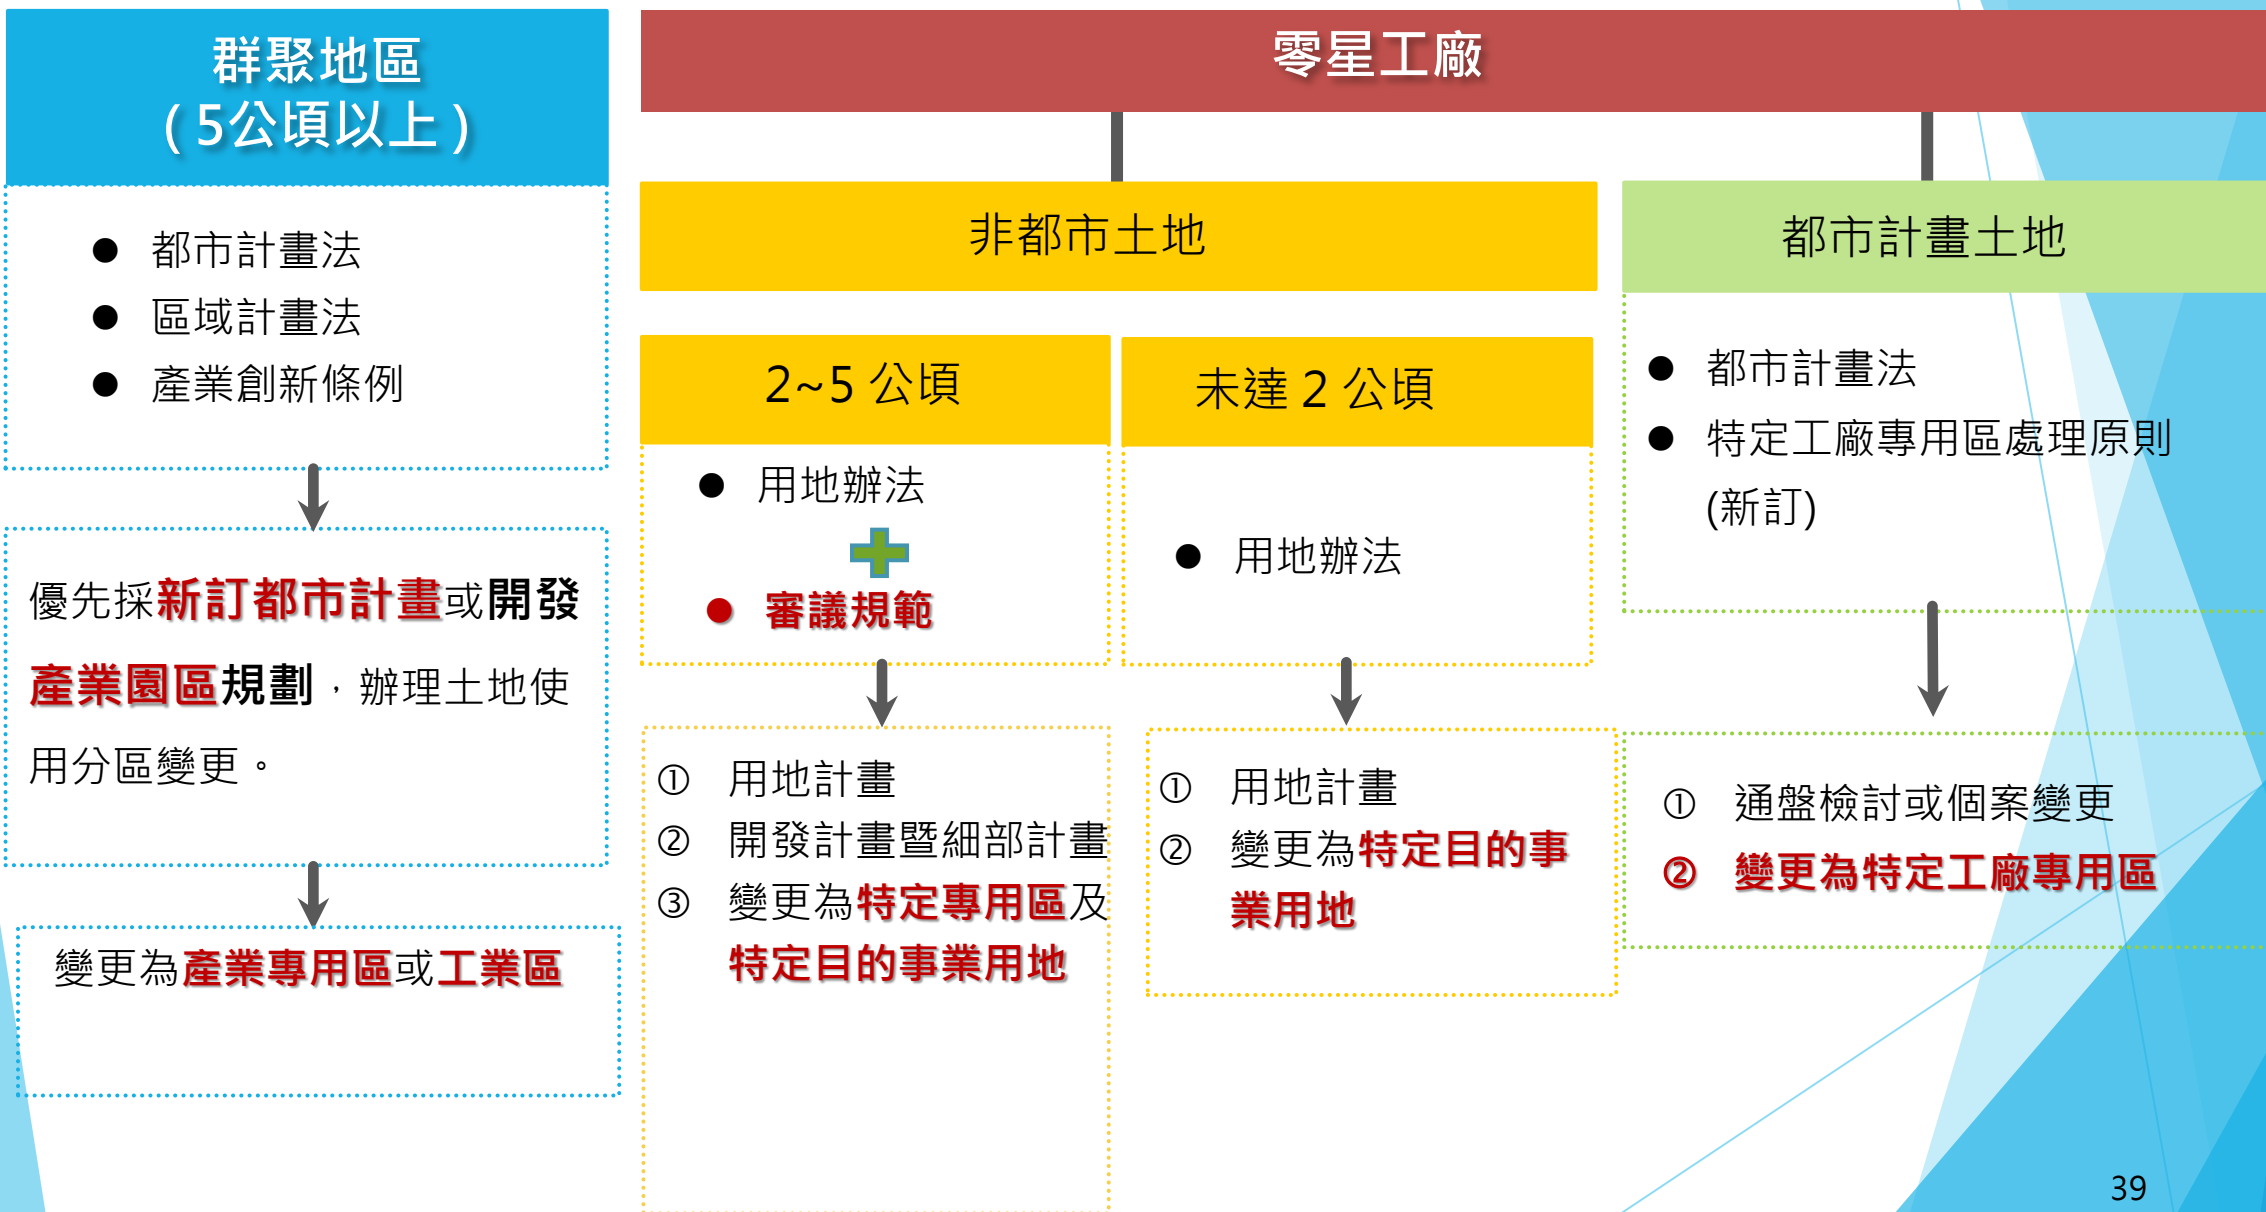 群聚地區
(5公頃以上)
● 都市計畫法
● 區域計畫法
● 產業創新條例
優先採新訂都市計畫或開發
產業園區規劃，辦理土地使
用分區變更。
變更為產業專用區或工業區
零星工廠
非都市土地
2~5 公頃
● 用地辦法
● 審議規範
① 用地計畫
② 開發計畫暨細部計畫
③ 變更為特定專用區及
特定目的事業用地
未達 2 公頃
● 用地辦法
① 用地計畫
② 變更為特定目的事
業用地
都市計畫土地
● 都市計畫法
● 特定工廠專用區處理原則
(新訂)
① 通盤檢討或個案變更
② 變更為特定工廠專用區
39